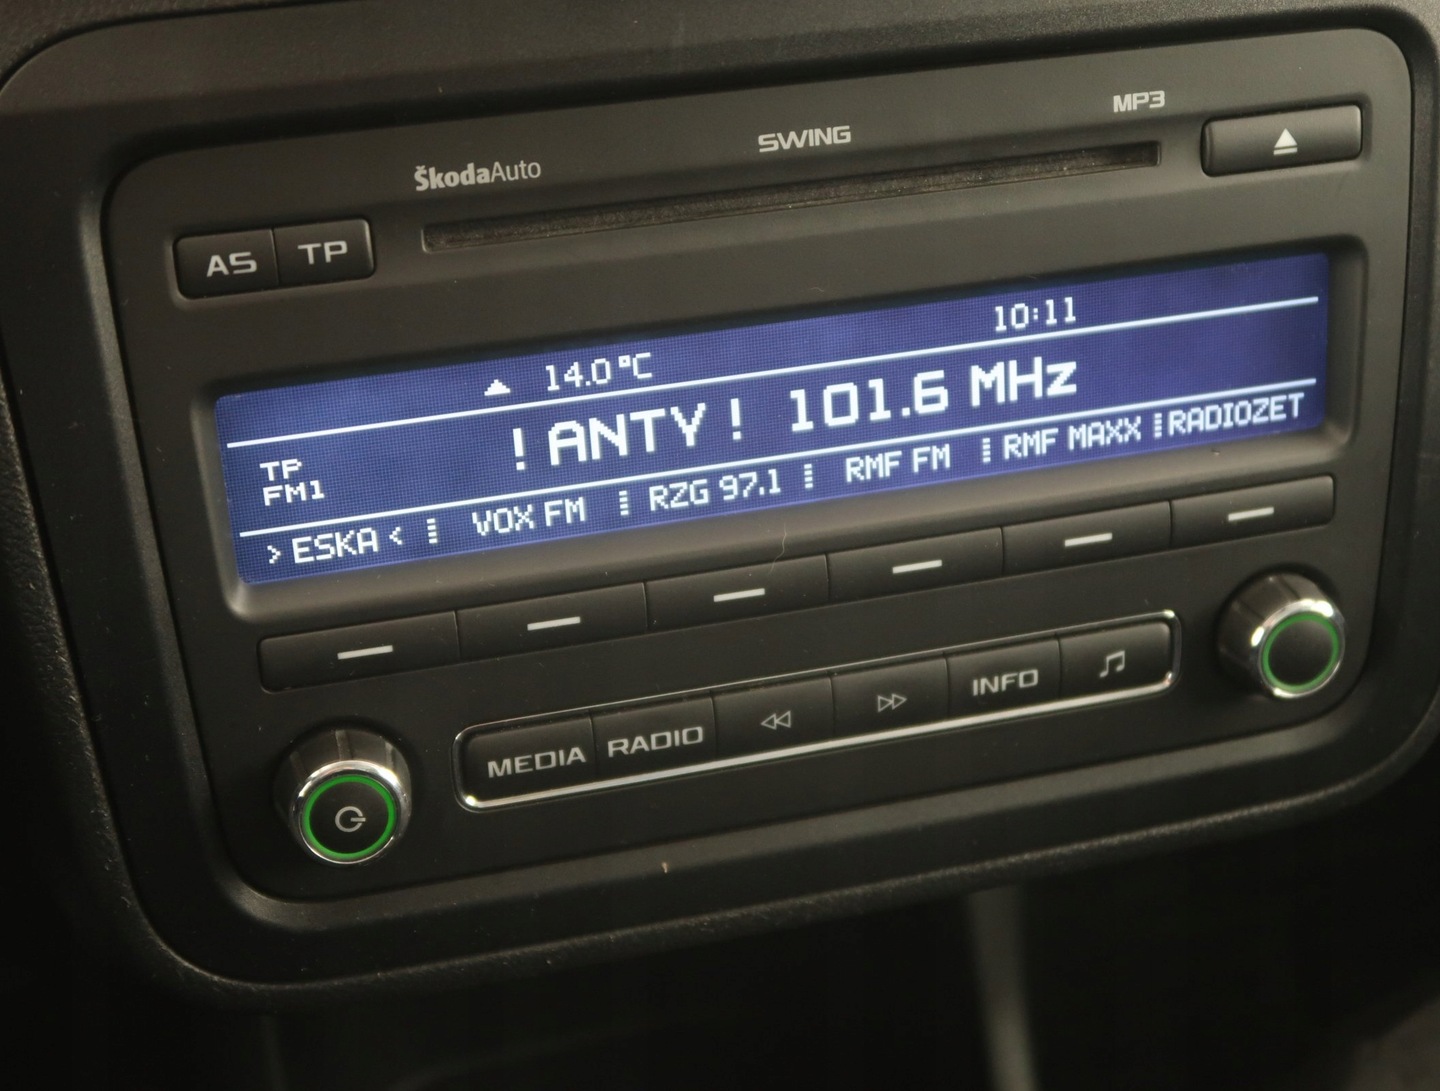 ŠkodaAuto
SWING
MP3
AS TP
14.0°C 10:11
! ANTY ! 101.6 MHz
TP
FM1
> ESKA < VOX FM RZG 97.1 RMF FM RMF MAXX RADIOZET
MEDIA RADIO INFO